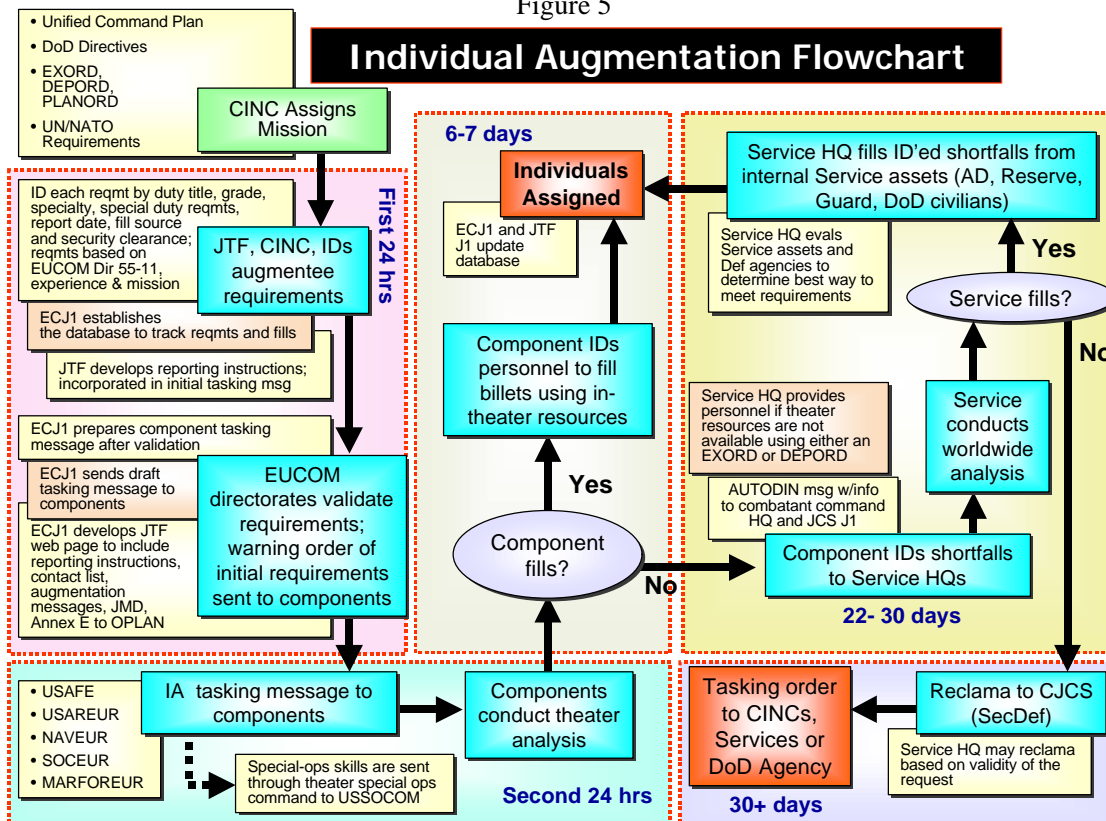 Figure 5
Individual Augmentation Flowchart
• Unified Command Plan
• DoD Directives
• EXORD,
DEPORD,
PLANORD
• UN/NATO
Requirements
CINC Assigns
Mission
First 24 hrs
ID each reqmt by duty title, grade,
specialty, special duty reqmts,
report date, fill source
and security clearance;
reqmts based on
EUCOM Dir 55-11,
experience & mission
JTF, CINC, IDs
augmentee
requirements
ECJ1 establishes
the database to track reqmts and fills
JTF develops reporting instructions;
incorporated in initial tasking msg
ECJ1 prepares component tasking
message after validation
ECJ1 sends draft
tasking message to
components
ECJ1 develops JTF
web page to include
reporting instructions,
contact list,
augmentation
messages, JMD,
Annex E to OPLAN
EUCOM
directorates validate
requirements;
warning order of
initial requirements
sent to components
• USAFE
• USAREUR
• NAVEUR
• SOCEUR
• MARFOREUR
IA tasking message to
components
Special-ops skills are sent
through theater special ops
command to USSOCOM
Components
conduct theater
analysis
Second 24 hrs
6-7 days
Individuals
Assigned
ECJ1 and JTF
J1 update
database
Component IDs
personnel to fill
billets using in-
theater resources
Yes
Component
fills?
No
Service HQ fills ID'ed shortfalls from
internal Service assets (AD, Reserve,
Guard, DoD civilians)
Service HQ evals
Service assets and
Def agencies to
determine best way to
meet requirements
Yes
Service fills?
No
Service HQ provides
personnel if theater
resources are not
available using either an
EXORD or DEPORD
Service
conducts
worldwide
analysis
AUTODIN msg w/info
to combatant command
HQ and JCS J1
Component IDs shortfalls
to Service HQs
22- 30 days
Tasking order
to CINCs,
Services or
DoD Agency
Reclama to CJCS
(SecDef)
Service HQ may reclama
based on validity of the
request
30+ days